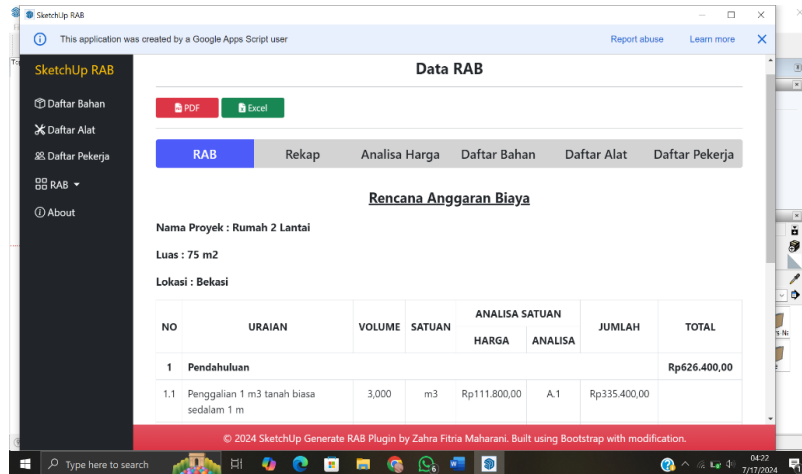 SketchUp RAB
This application was created by a Google Apps Script user
Report abuse
Learn more
SketchUp RAB
Daftar Bahan
Daftar Alat
Daftar Pekerja
RAB
About
Data RAB
PDF
Excel
RAB Rekap Analisa Harga Daftar Bahan Daftar Alat Daftar Pekerja
Rencana Anggaran Biaya
Nama Proyek : Rumah 2 Lantai
Luas : 75 m2
Lokasi : Bekasi
NO URAIAN VOLUME SATUAN ANALISA SATUAN JUMLAH TOTAL
HARGA ANALISA
1 Pendahuluan Rp626.400,00
1.1 Penggalian 1 m3 tanah biasa 3,000 m3 Rp111.800,00 A.1 Rp335.400,00
sedalam 1 m
© 2024 SketchUp Generate RAB Plugin by Zahra Fitria Maharani. Built using Bootstrap with modification.
Type here to search
04:22
7/17/2024